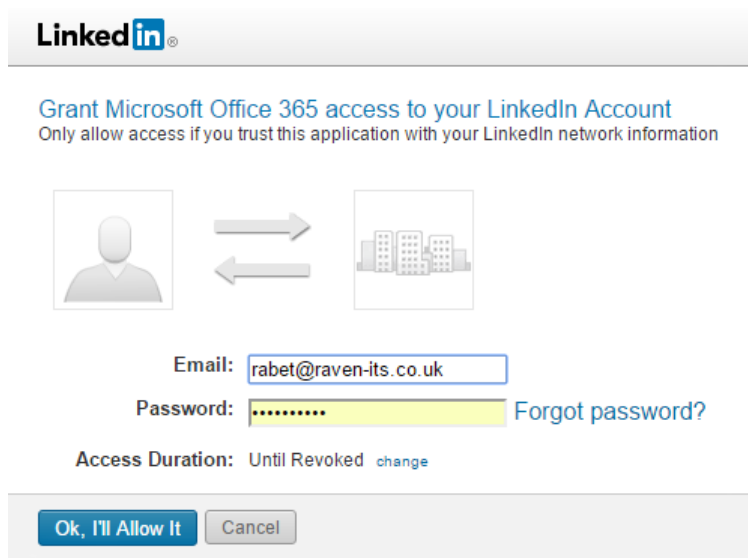 Linked in ®
Grant Microsoft Office 365 access to your LinkedIn Account
Only allow access if you trust this application with your LinkedIn network information
Email: rabet@raven-its.co.uk
Password: •••••••••• Forgot password?
Access Duration: Until Revoked change
Ok, I'll Allow It Cancel